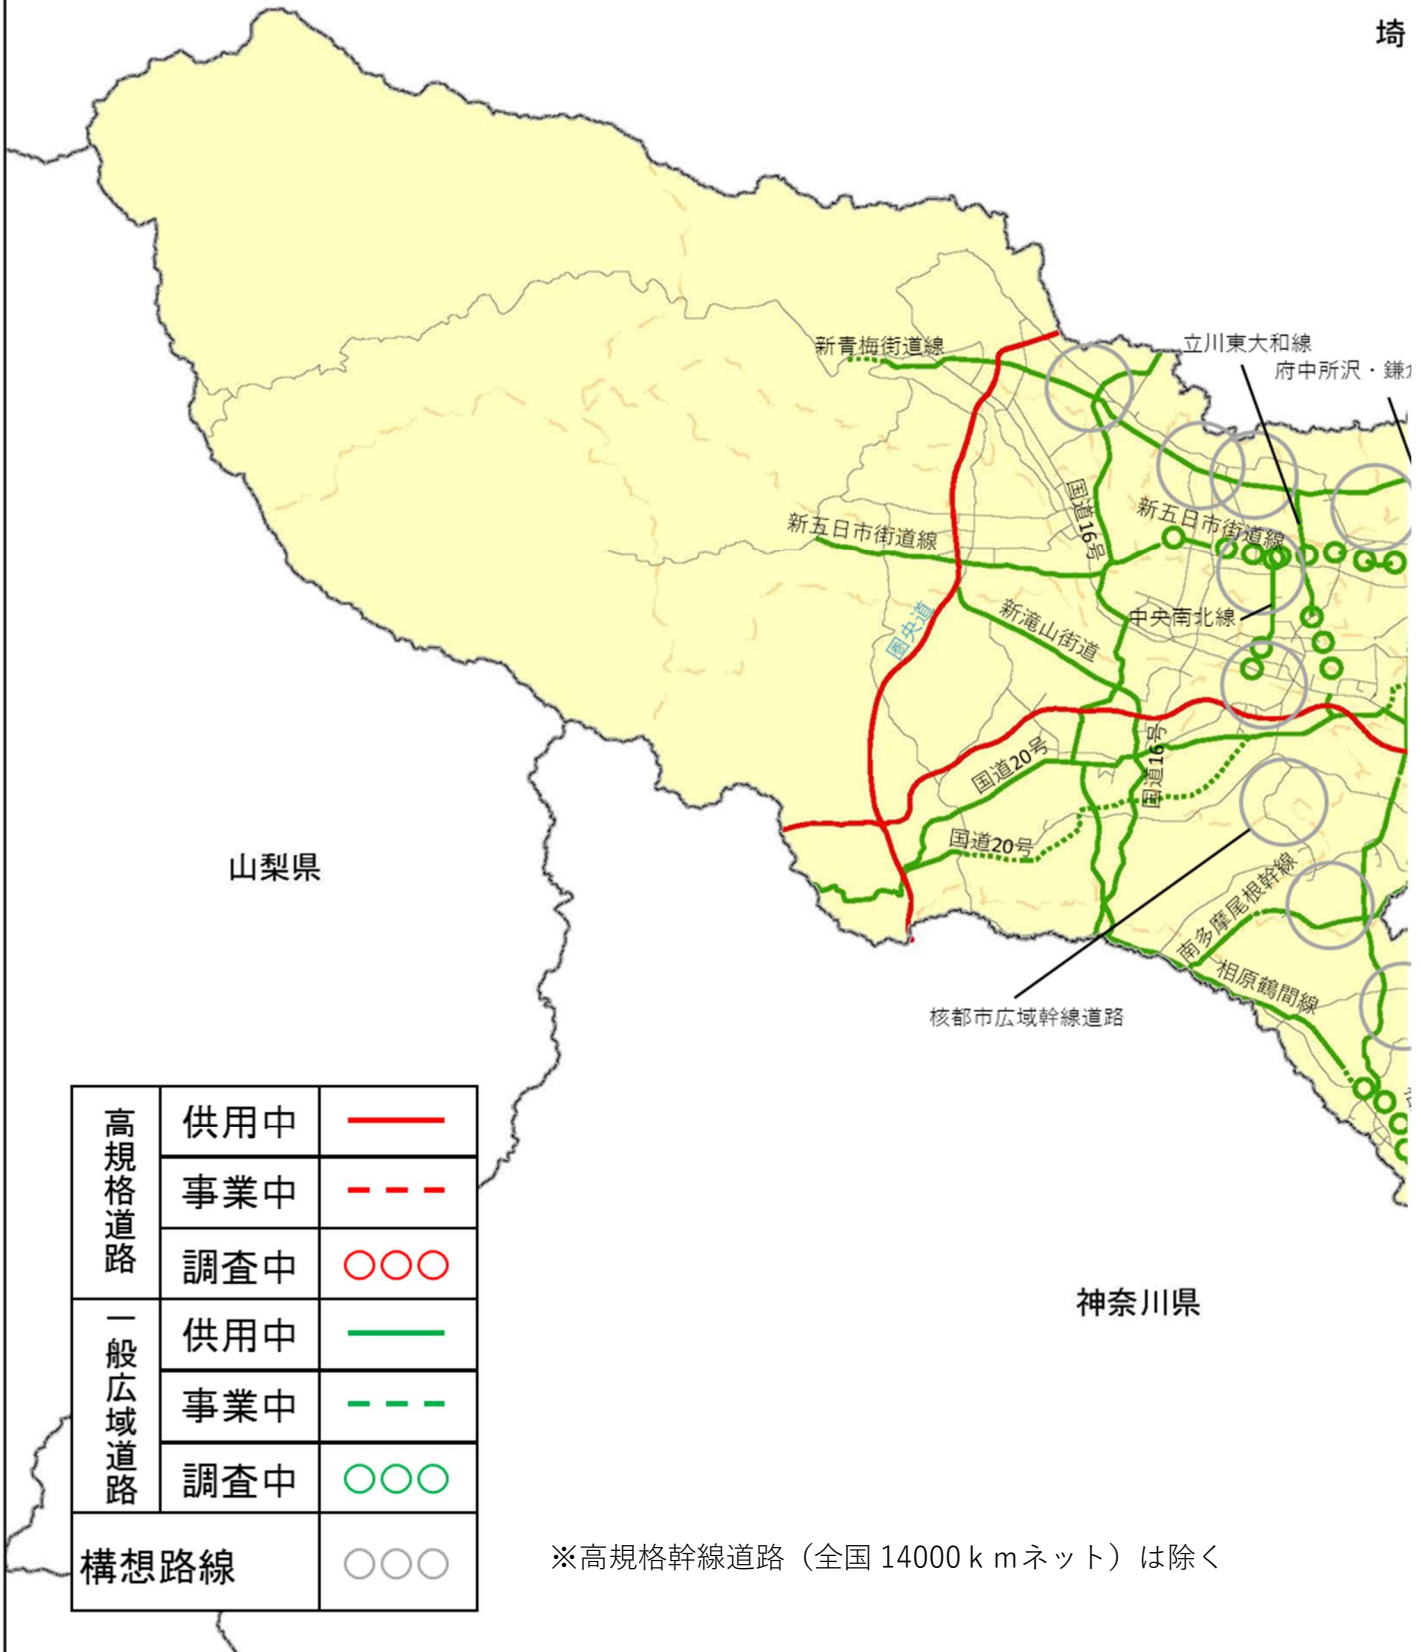 埼
立川東大和線
新青梅街道線
府中所沢・鎌
国道16号
新五日市街道線
新五日市街道線
圏央道
新滝山街道
中央南北線
国道20号
国道16号
国道20号
山梨県
南多摩尾根幹線
相原鶴間線
核都市広域幹線道路
神奈川県
高規格道路
供用中
事業中
調査中
一般広域道路
供用中
事業中
調査中
構想路線
※高規格幹線道路（全国 14000ｋｍネット）は除く